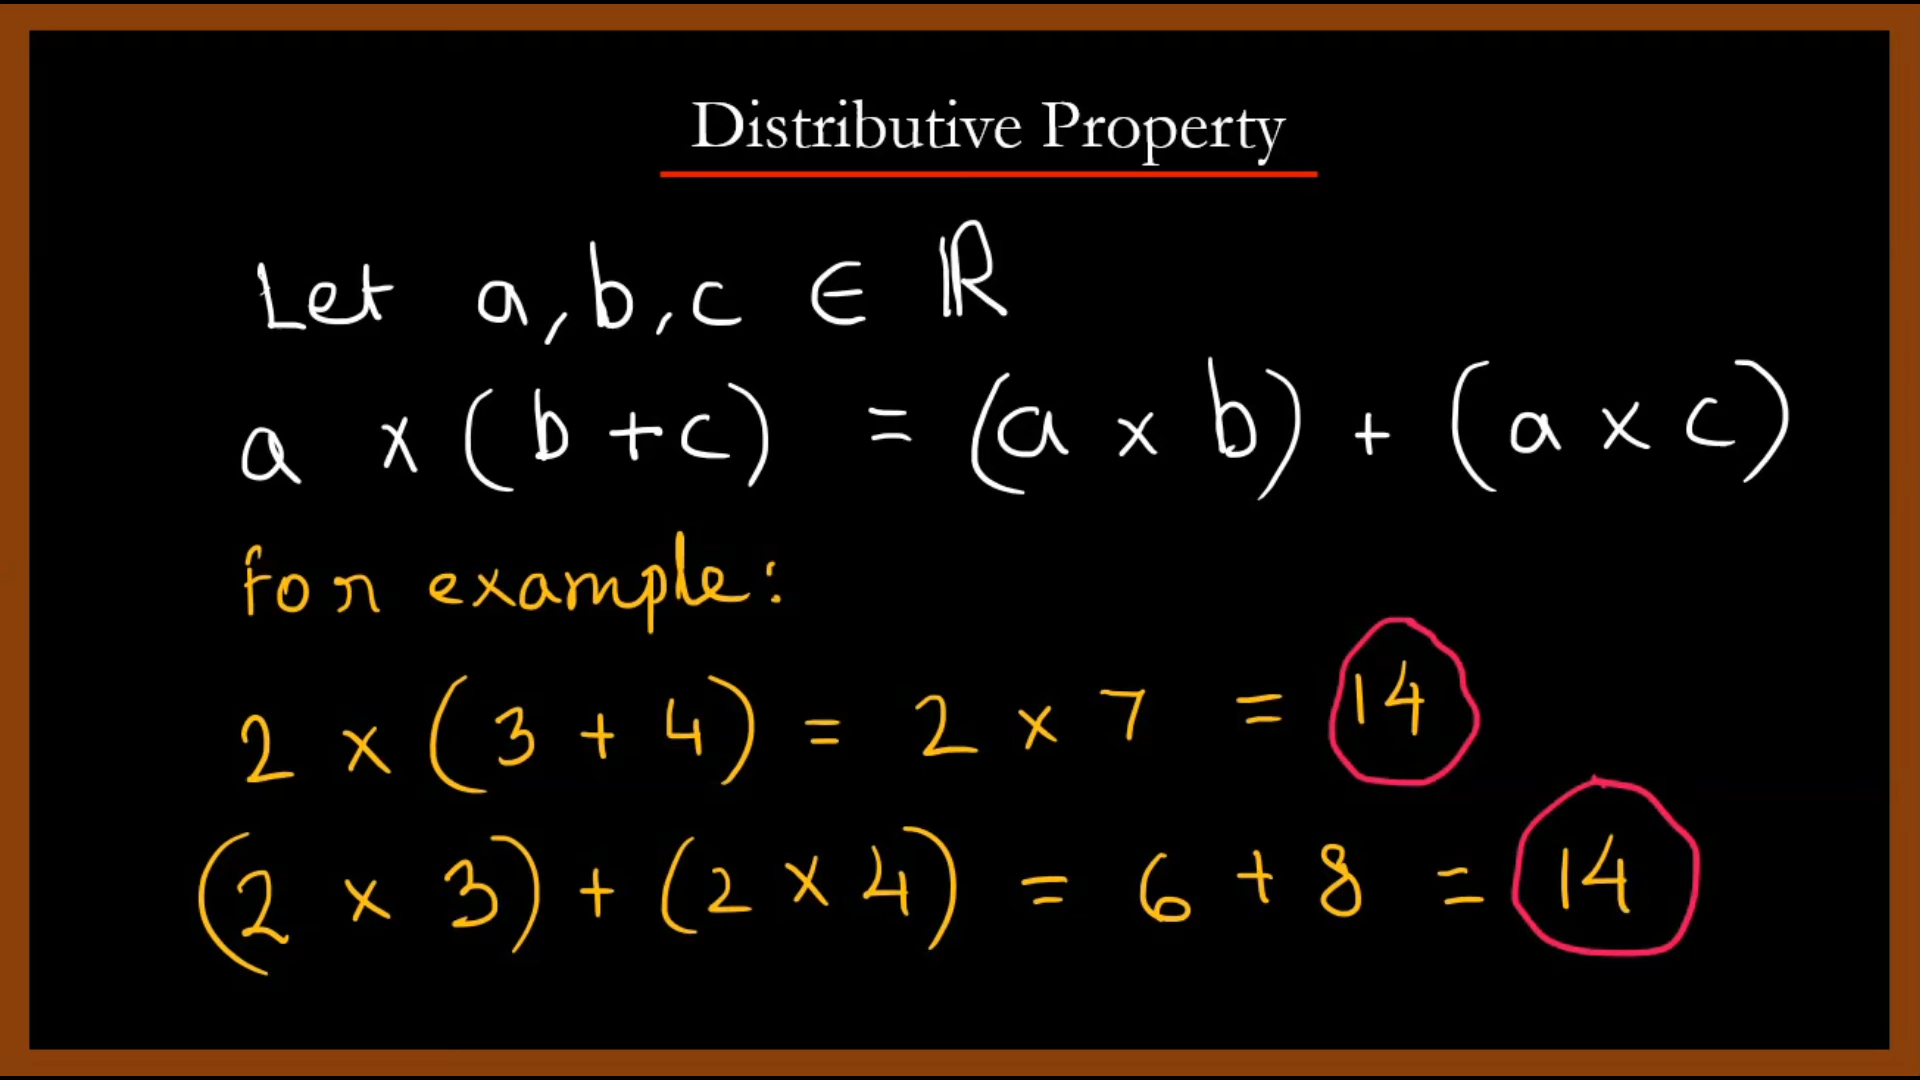 Distributive Property
Let a, b, c ∈ ℝ
a × (b + c) = (a × b) + (a × c)
for example:
2 × (3 + 4) = 2 × 7 = 14
(2 × 3) + (2 × 4) = 6 + 8 = 14